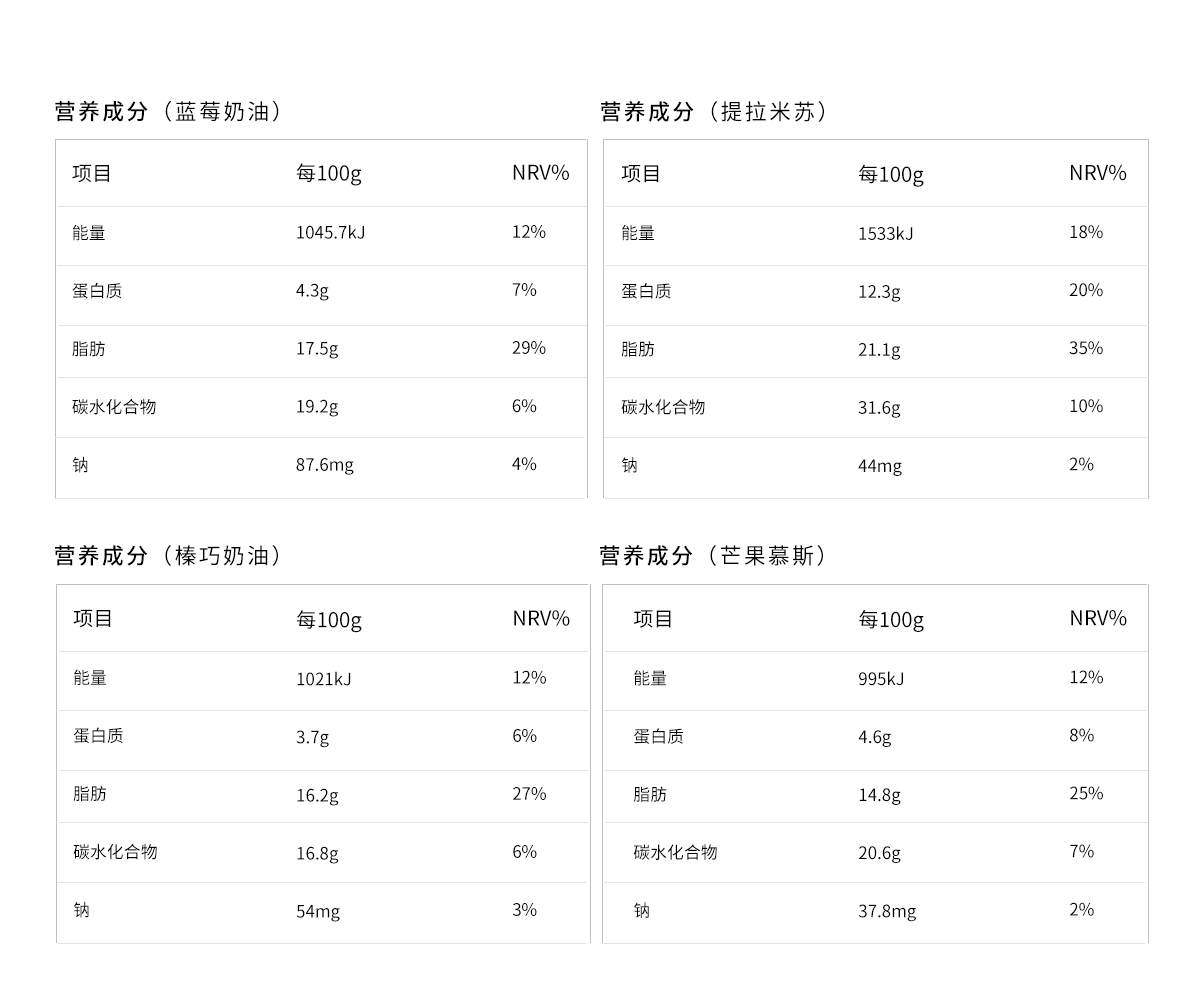 营养成分（蓝莓奶油）
项目 每100g NRV%
能量 1045.7kJ 12%
蛋白质 4.3g 7%
脂肪 17.5g 29%
碳水化合物 19.2g 6%
钠 87.6mg 4%
营养成分（提拉米苏）
项目 每100g NRV%
能量 1533kJ 18%
蛋白质 12.3g 20%
脂肪 21.1g 35%
碳水化合物 31.6g 10%
钠 44mg 2%
营养成分（榛巧奶油）
项目 每100g NRV%
能量 1021kJ 12%
蛋白质 3.7g 6%
脂肪 16.2g 27%
碳水化合物 16.8g 6%
钠 54mg 3%
营养成分（芒果慕斯）
项目 每100g NRV%
能量 995kJ 12%
蛋白质 4.6g 8%
脂肪 14.8g 25%
碳水化合物 20.6g 7%
钠 37.8mg 2%